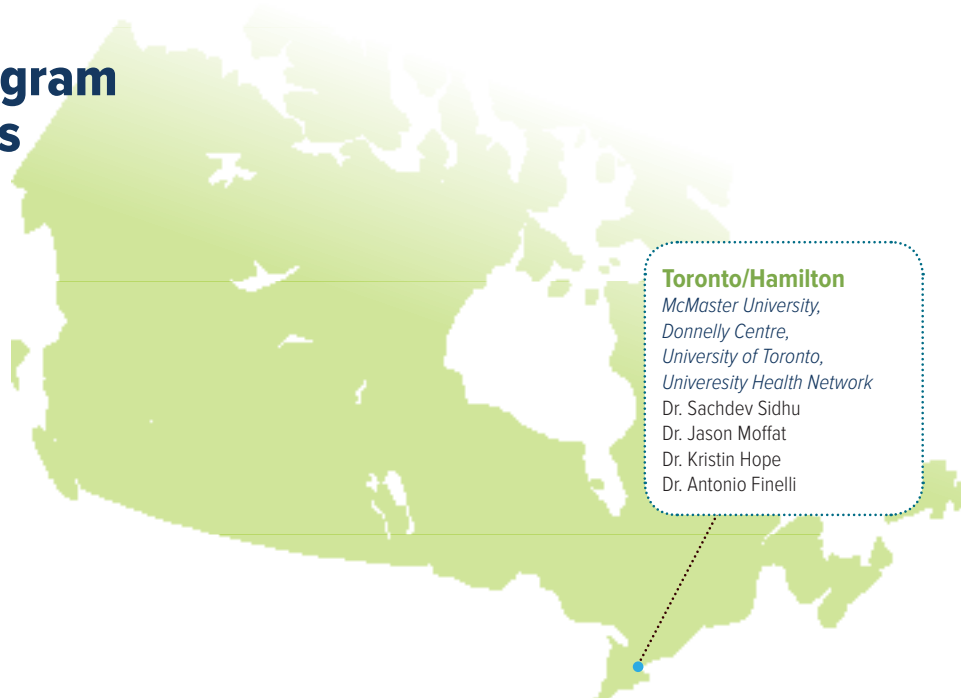 gram
s
Toronto/Hamilton
McMaster University,
Donnelly Centre,
University of Toronto,
Univeresity Health Network
Dr. Sachdev Sidhu
Dr. Jason Moffat
Dr. Kristin Hope
Dr. Antonio Finelli